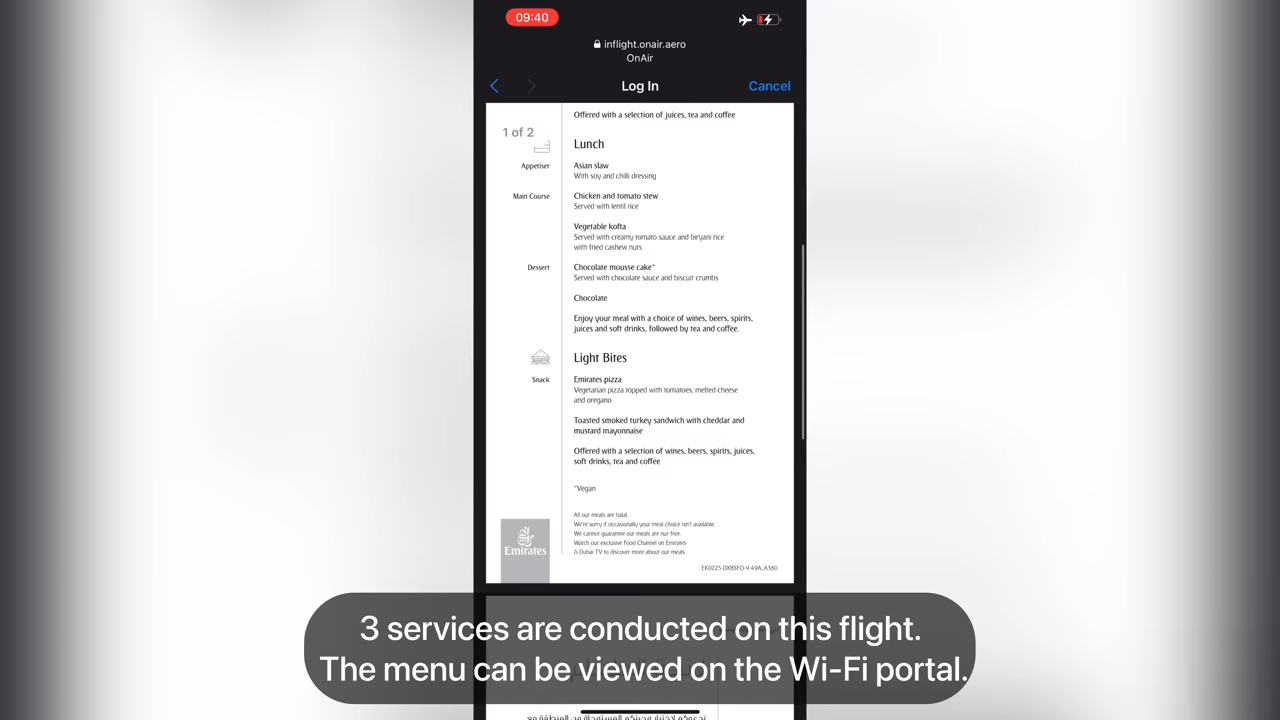 09:40
inflight.onair.aero
OnAir
Log In
Cancel
Offered with a selection of juices, tea and coffee
1 of 2
Lunch
Appetiser
Asian slaw
With soy and chilli dressing
Main Course
Chicken and tomato stew
Served with lentil rice
Vegetable kofta
Served with creamy tomato sauce and biryani rice
with fried cashew nuts
Dessert
Chocolate mousse cake*
Served with chocolate sauce and biscuit crumbs
Chocolate
Enjoy your meal with a choice of wines, beers, spirits,
juices and soft drinks, followed by tea and coffee.
Light Bites
Snack
Emirates pizza
Vegetarian pizza topped with tomatoes, melted cheese
and oregano
Toasted smoked turkey sandwich with cheddar and
mustard mayonnaise
Offered with a selection of wines, beers, spirits, juices,
soft drinks, tea and coffee
*Vegan
All our meals are halal.
We're sorry if occasionally your meal choice isn't available.
We cannot guarantee our meals are nut-free.
Watch our exclusive Food Channel on Emirates
& Dubai TV to discover more about our meals.
Emirates
EK0225-DXBSFO-V-49A_A380
3 services are conducted on this flight.
The menu can be viewed on the Wi-Fi portal.
ندعوكم لاختيار وجبتكم المستوحاة من المنطقة مع